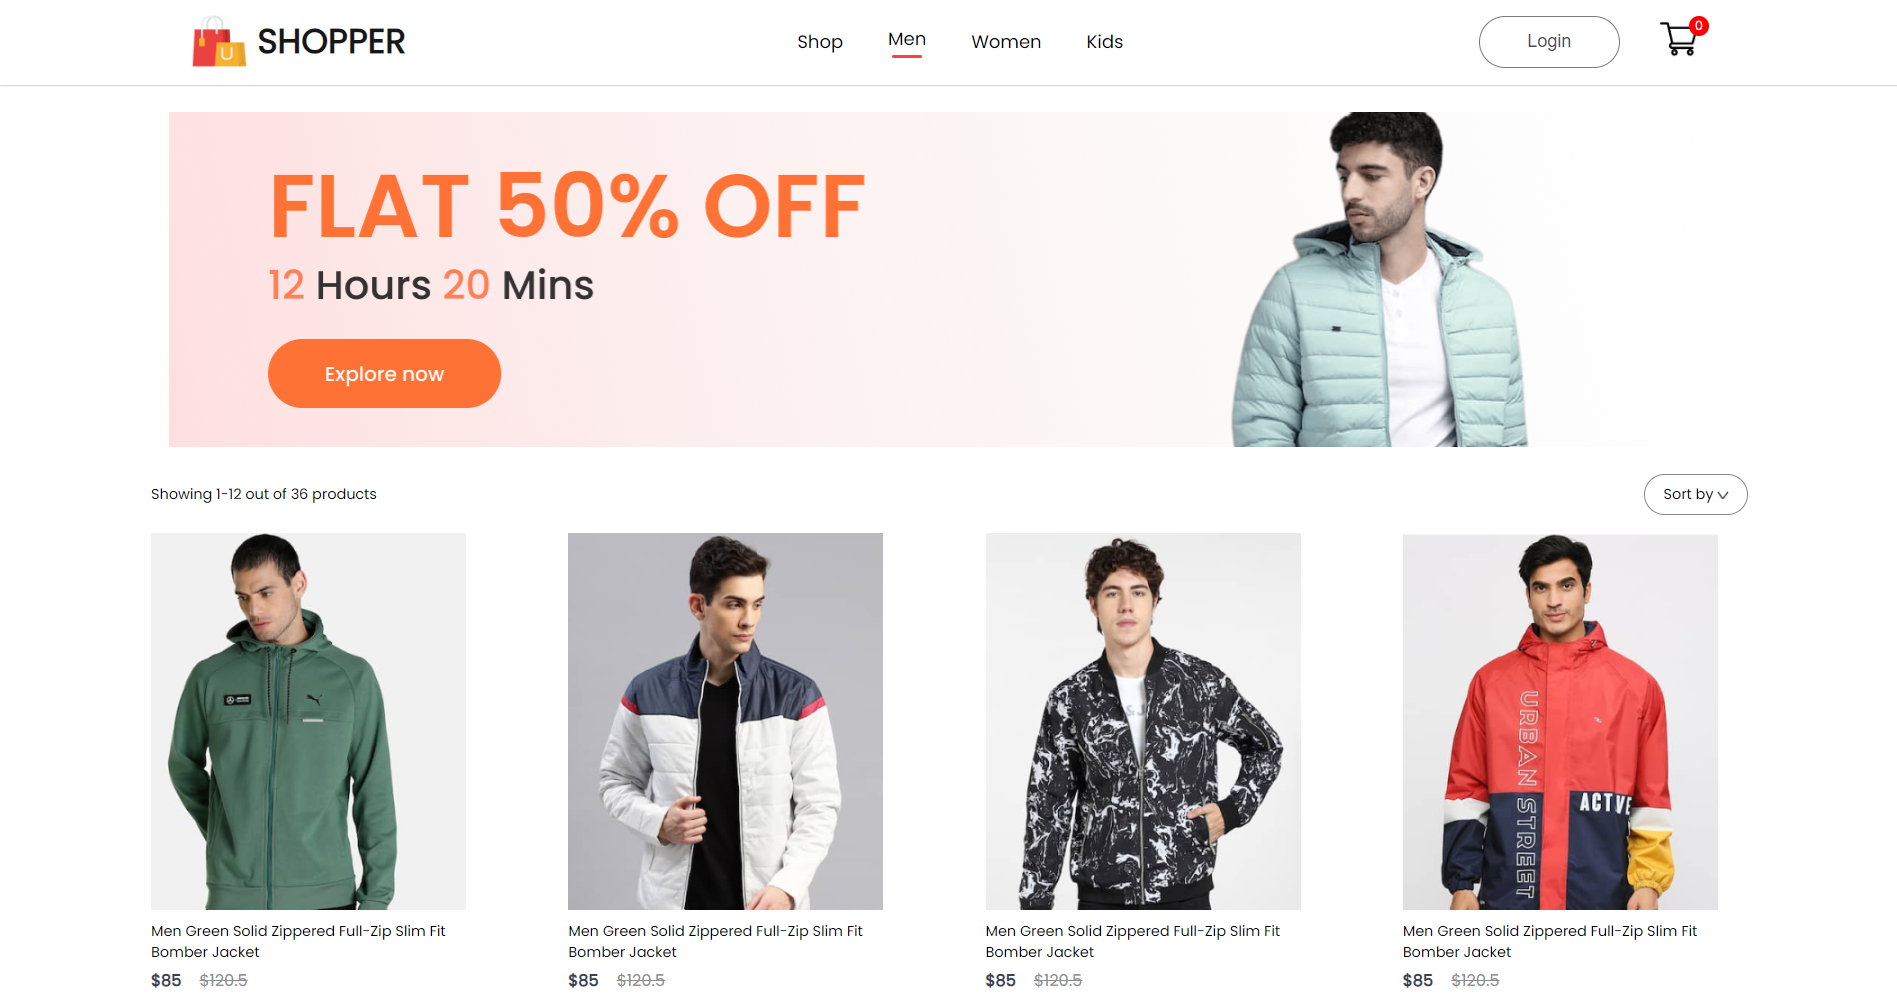 U SHOPPER
Shop Men Women Kids
Login
0
FLAT 50% OFF
12 Hours 20 Mins
Explore now
Showing 1-12 out of 36 products
Sort by
URBAN STREET
ACTVE
Men Green Solid Zippered Full-Zip Slim Fit
Bomber Jacket
$85 $120.5
Men Green Solid Zippered Full-Zip Slim Fit
Bomber Jacket
$85 $120.5
Men Green Solid Zippered Full-Zip Slim Fit
Bomber Jacket
$85 $120.5
Men Green Solid Zippered Full-Zip Slim Fit
Bomber Jacket
$85 $120.5